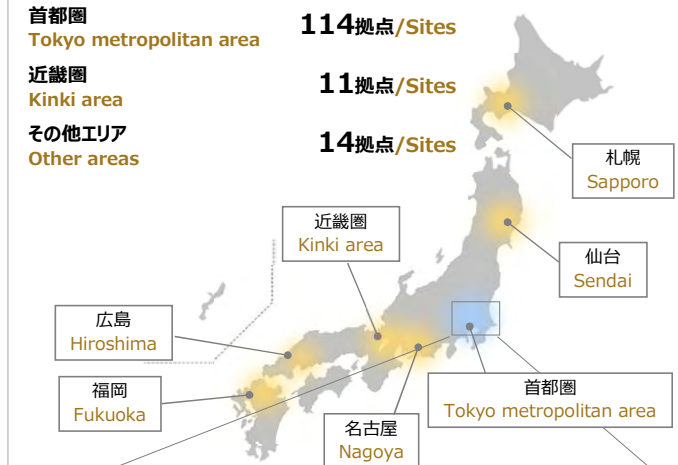 首都圏 114拠点/Sites
Tokyo metropolitan area
近畿圏 11拠点/Sites
Kinki area
その他エリア 14拠点/Sites
Other areas
札幌
Sapporo
近畿圏
Kinki area
仙台
Sendai
広島
Hiroshima
福岡
Fukuoka
首都圏
Tokyo metropolitan area
名古屋
Nagoya